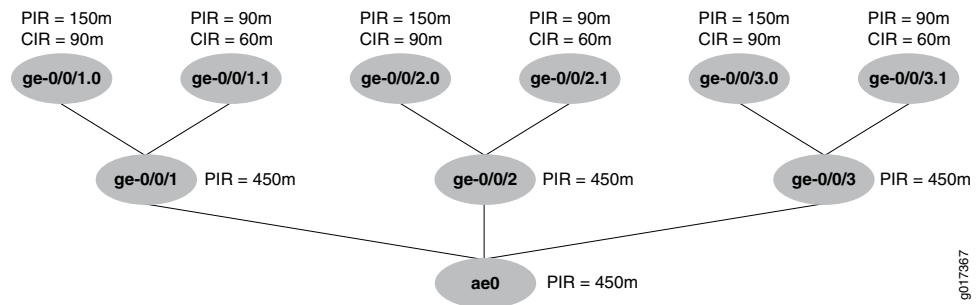 PIR = 150m
CIR = 90m
PIR = 90m
CIR = 60m
PIR = 150m
CIR = 90m
PIR = 90m
CIR = 60m
PIR = 150m
CIR = 90m
PIR = 90m
CIR = 60m
ge-0/0/1.0
ge-0/0/1.1
ge-0/0/2.0
ge-0/0/2.1
ge-0/0/3.0
ge-0/0/3.1
ge-0/0/1 PIR = 450m
ge-0/0/2 PIR = 450m
ge-0/0/3 PIR = 450m
ae0 PIR = 450m
g017367